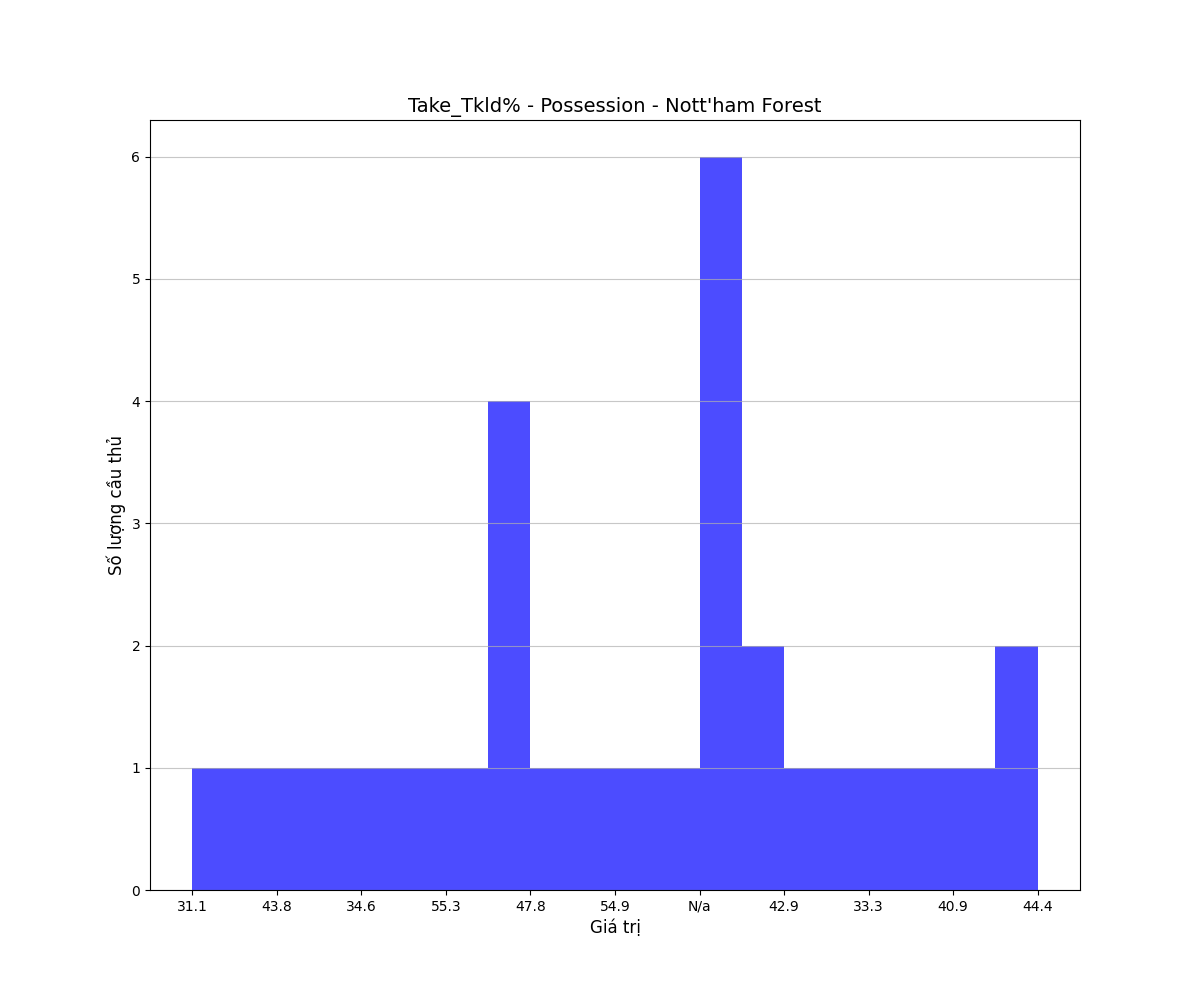 Take_Tkld% - Possession - Nott'ham Forest
6
5
4
3
2
1
0
Số lượng cầu thủ
31.1 43.8 34.6 55.3 47.8 54.9 N/a 42.9 33.3 40.9 44.4
Giá trị